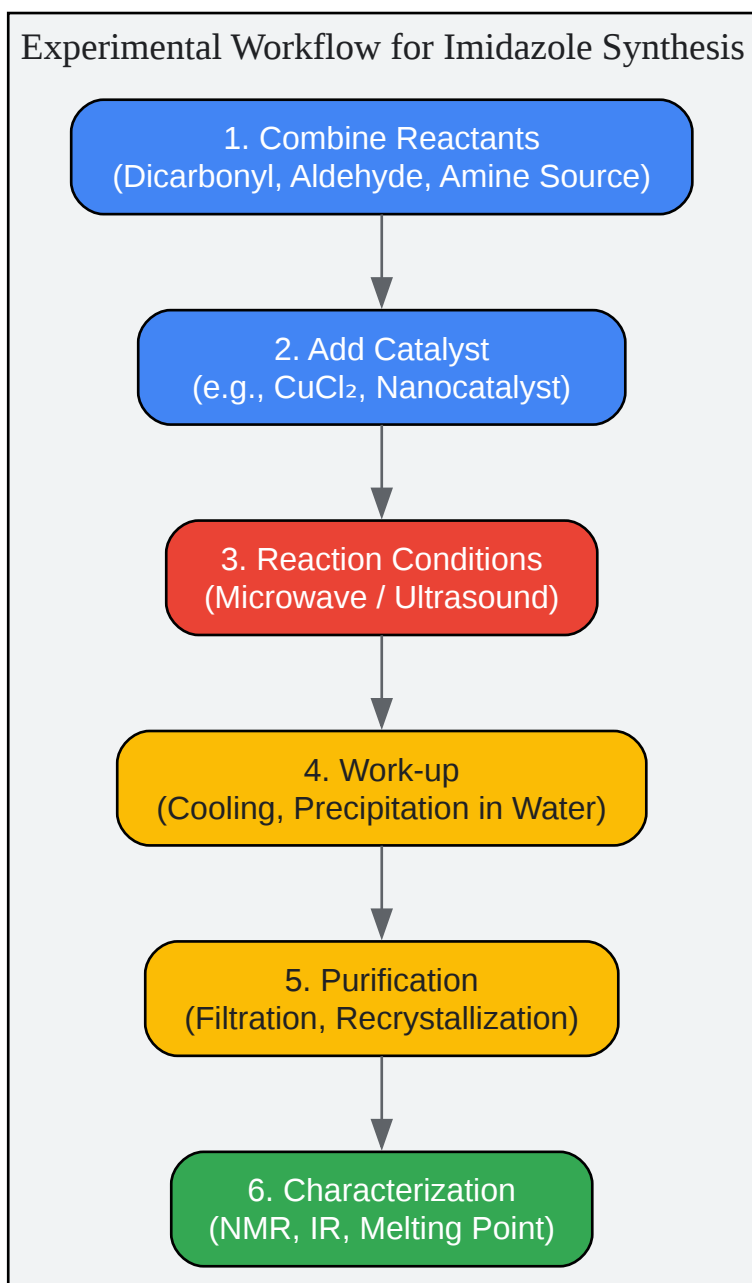 Experimental Workflow for Imidazole Synthesis
1. Combine Reactants
(Dicarbonyl, Aldehyde, Amine Source)
2. Add Catalyst
(e.g., CuCl₂, Nanocatalyst)
3. Reaction Conditions
(Microwave / Ultrasound)
4. Work-up
(Cooling, Precipitation in Water)
5. Purification
(Filtration, Recrystallization)
6. Characterization
(NMR, IR, Melting Point)